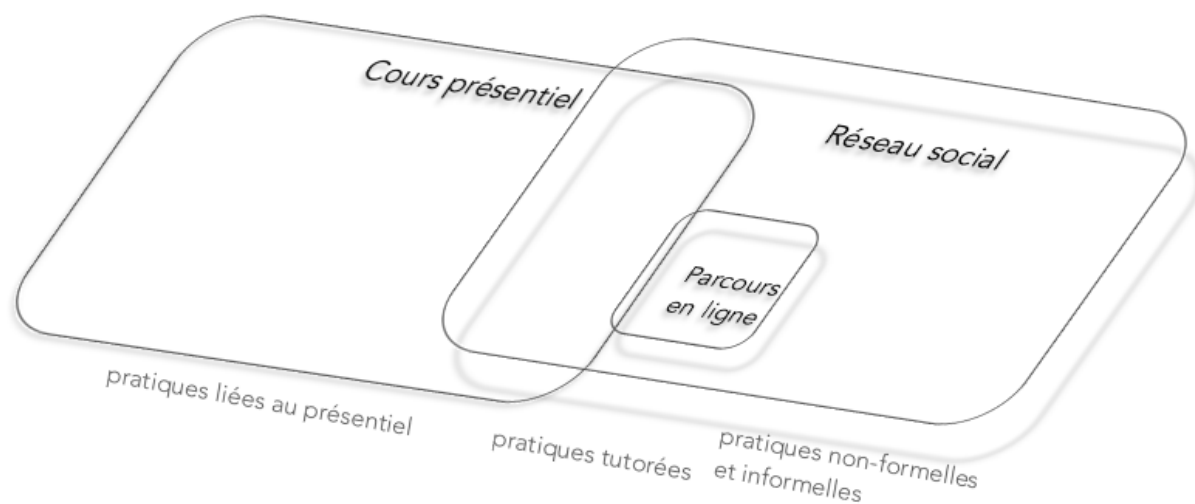 Cours présentiel
Réseau social
Parcours
en ligne
pratiques liées au présentiel
pratiques tutorées
pratiques non-formelles
et informelles